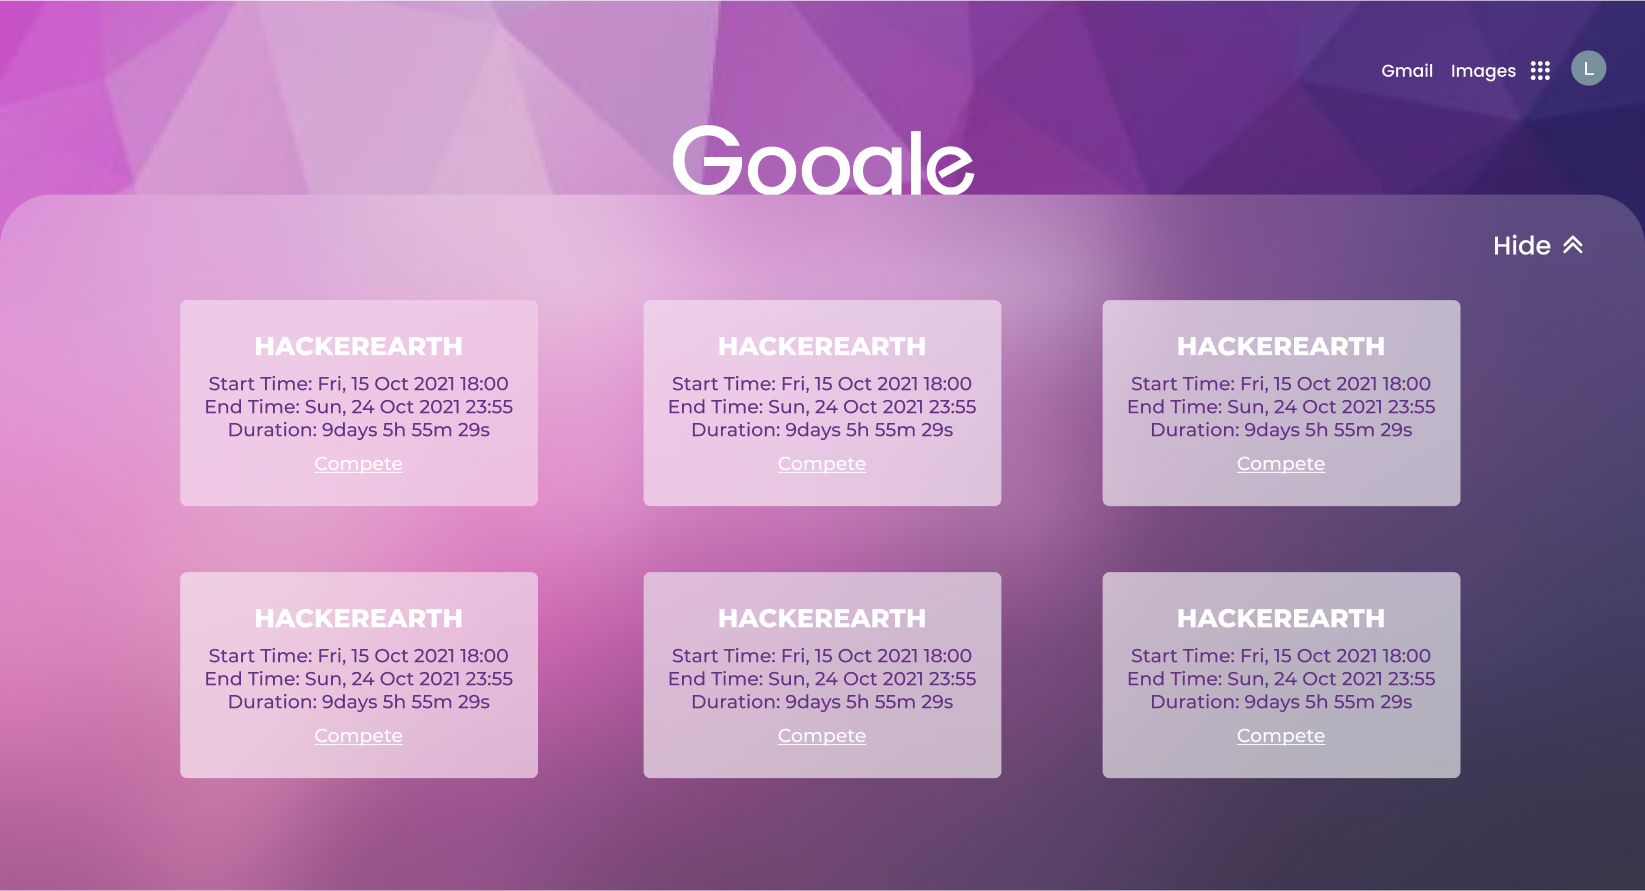 Gmail Images
L
Google
Hide
HACKEREARTH
Start Time: Fri, 15 Oct 2021 18:00
End Time: Sun, 24 Oct 2021 23:55
Duration: 9days 5h 55m 29s
Compete
HACKEREARTH
Start Time: Fri, 15 Oct 2021 18:00
End Time: Sun, 24 Oct 2021 23:55
Duration: 9days 5h 55m 29s
Compete
HACKEREARTH
Start Time: Fri, 15 Oct 2021 18:00
End Time: Sun, 24 Oct 2021 23:55
Duration: 9days 5h 55m 29s
Compete
HACKEREARTH
Start Time: Fri, 15 Oct 2021 18:00
End Time: Sun, 24 Oct 2021 23:55
Duration: 9days 5h 55m 29s
Compete
HACKEREARTH
Start Time: Fri, 15 Oct 2021 18:00
End Time: Sun, 24 Oct 2021 23:55
Duration: 9days 5h 55m 29s
Compete
HACKEREARTH
Start Time: Fri, 15 Oct 2021 18:00
End Time: Sun, 24 Oct 2021 23:55
Duration: 9days 5h 55m 29s
Compete